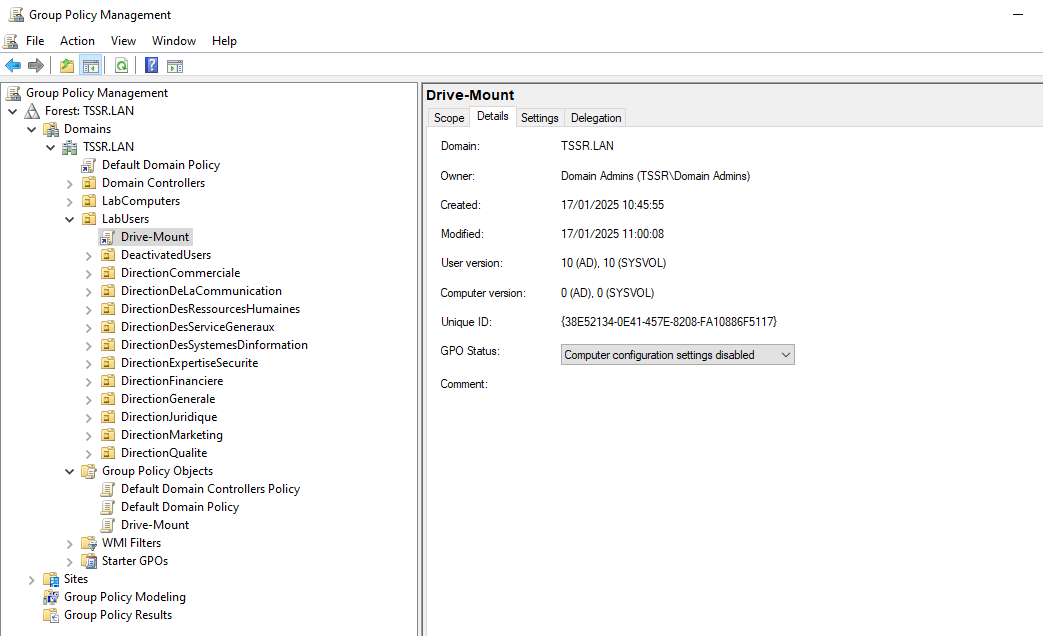 Group Policy Management
File Action View Window Help
Group Policy Management
Forest: TSSR.LAN
Domains
TSSR.LAN
Default Domain Policy
Domain Controllers
LabComputers
LabUsers
Drive-Mount
DeactivatedUsers
DirectionCommerciale
DirectionDeLaCommunication
DirectionDesRessourcesHumaines
DirectionDesServiceGeneraux
DirectionDesSystemesDinformation
DirectionExpertiseSecurite
DirectionFinanciere
DirectionGenerale
DirectionJuridique
DirectionMarketing
DirectionQualite
Group Policy Objects
Default Domain Controllers Policy
Default Domain Policy
Drive-Mount
WMI Filters
Starter GPOs
Sites
Group Policy Modeling
Group Policy Results
Drive-Mount
Scope Details Settings Delegation
Domain: TSSR.LAN
Owner: Domain Admins (TSSR\Domain Admins)
Created: 17/01/2025 10:45:55
Modified: 17/01/2025 11:00:08
User version: 10 (AD), 10 (SYSVOL)
Computer version: 0 (AD), 0 (SYSVOL)
Unique ID: {38E52134-0E41-457E-8208-FA10886F5117}
GPO Status: Computer configuration settings disabled
Comment: